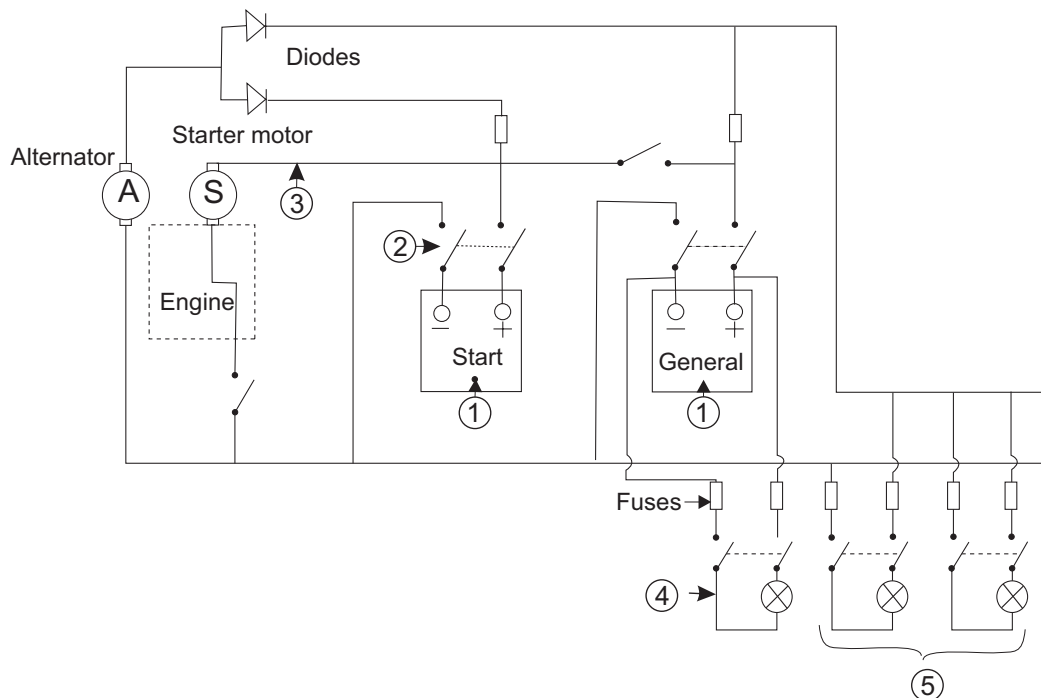 Diodes
Starter motor
Alternator
A
S
3
2
Engine
−
+
Start
1
−
+
General
1
Fuses
4
5